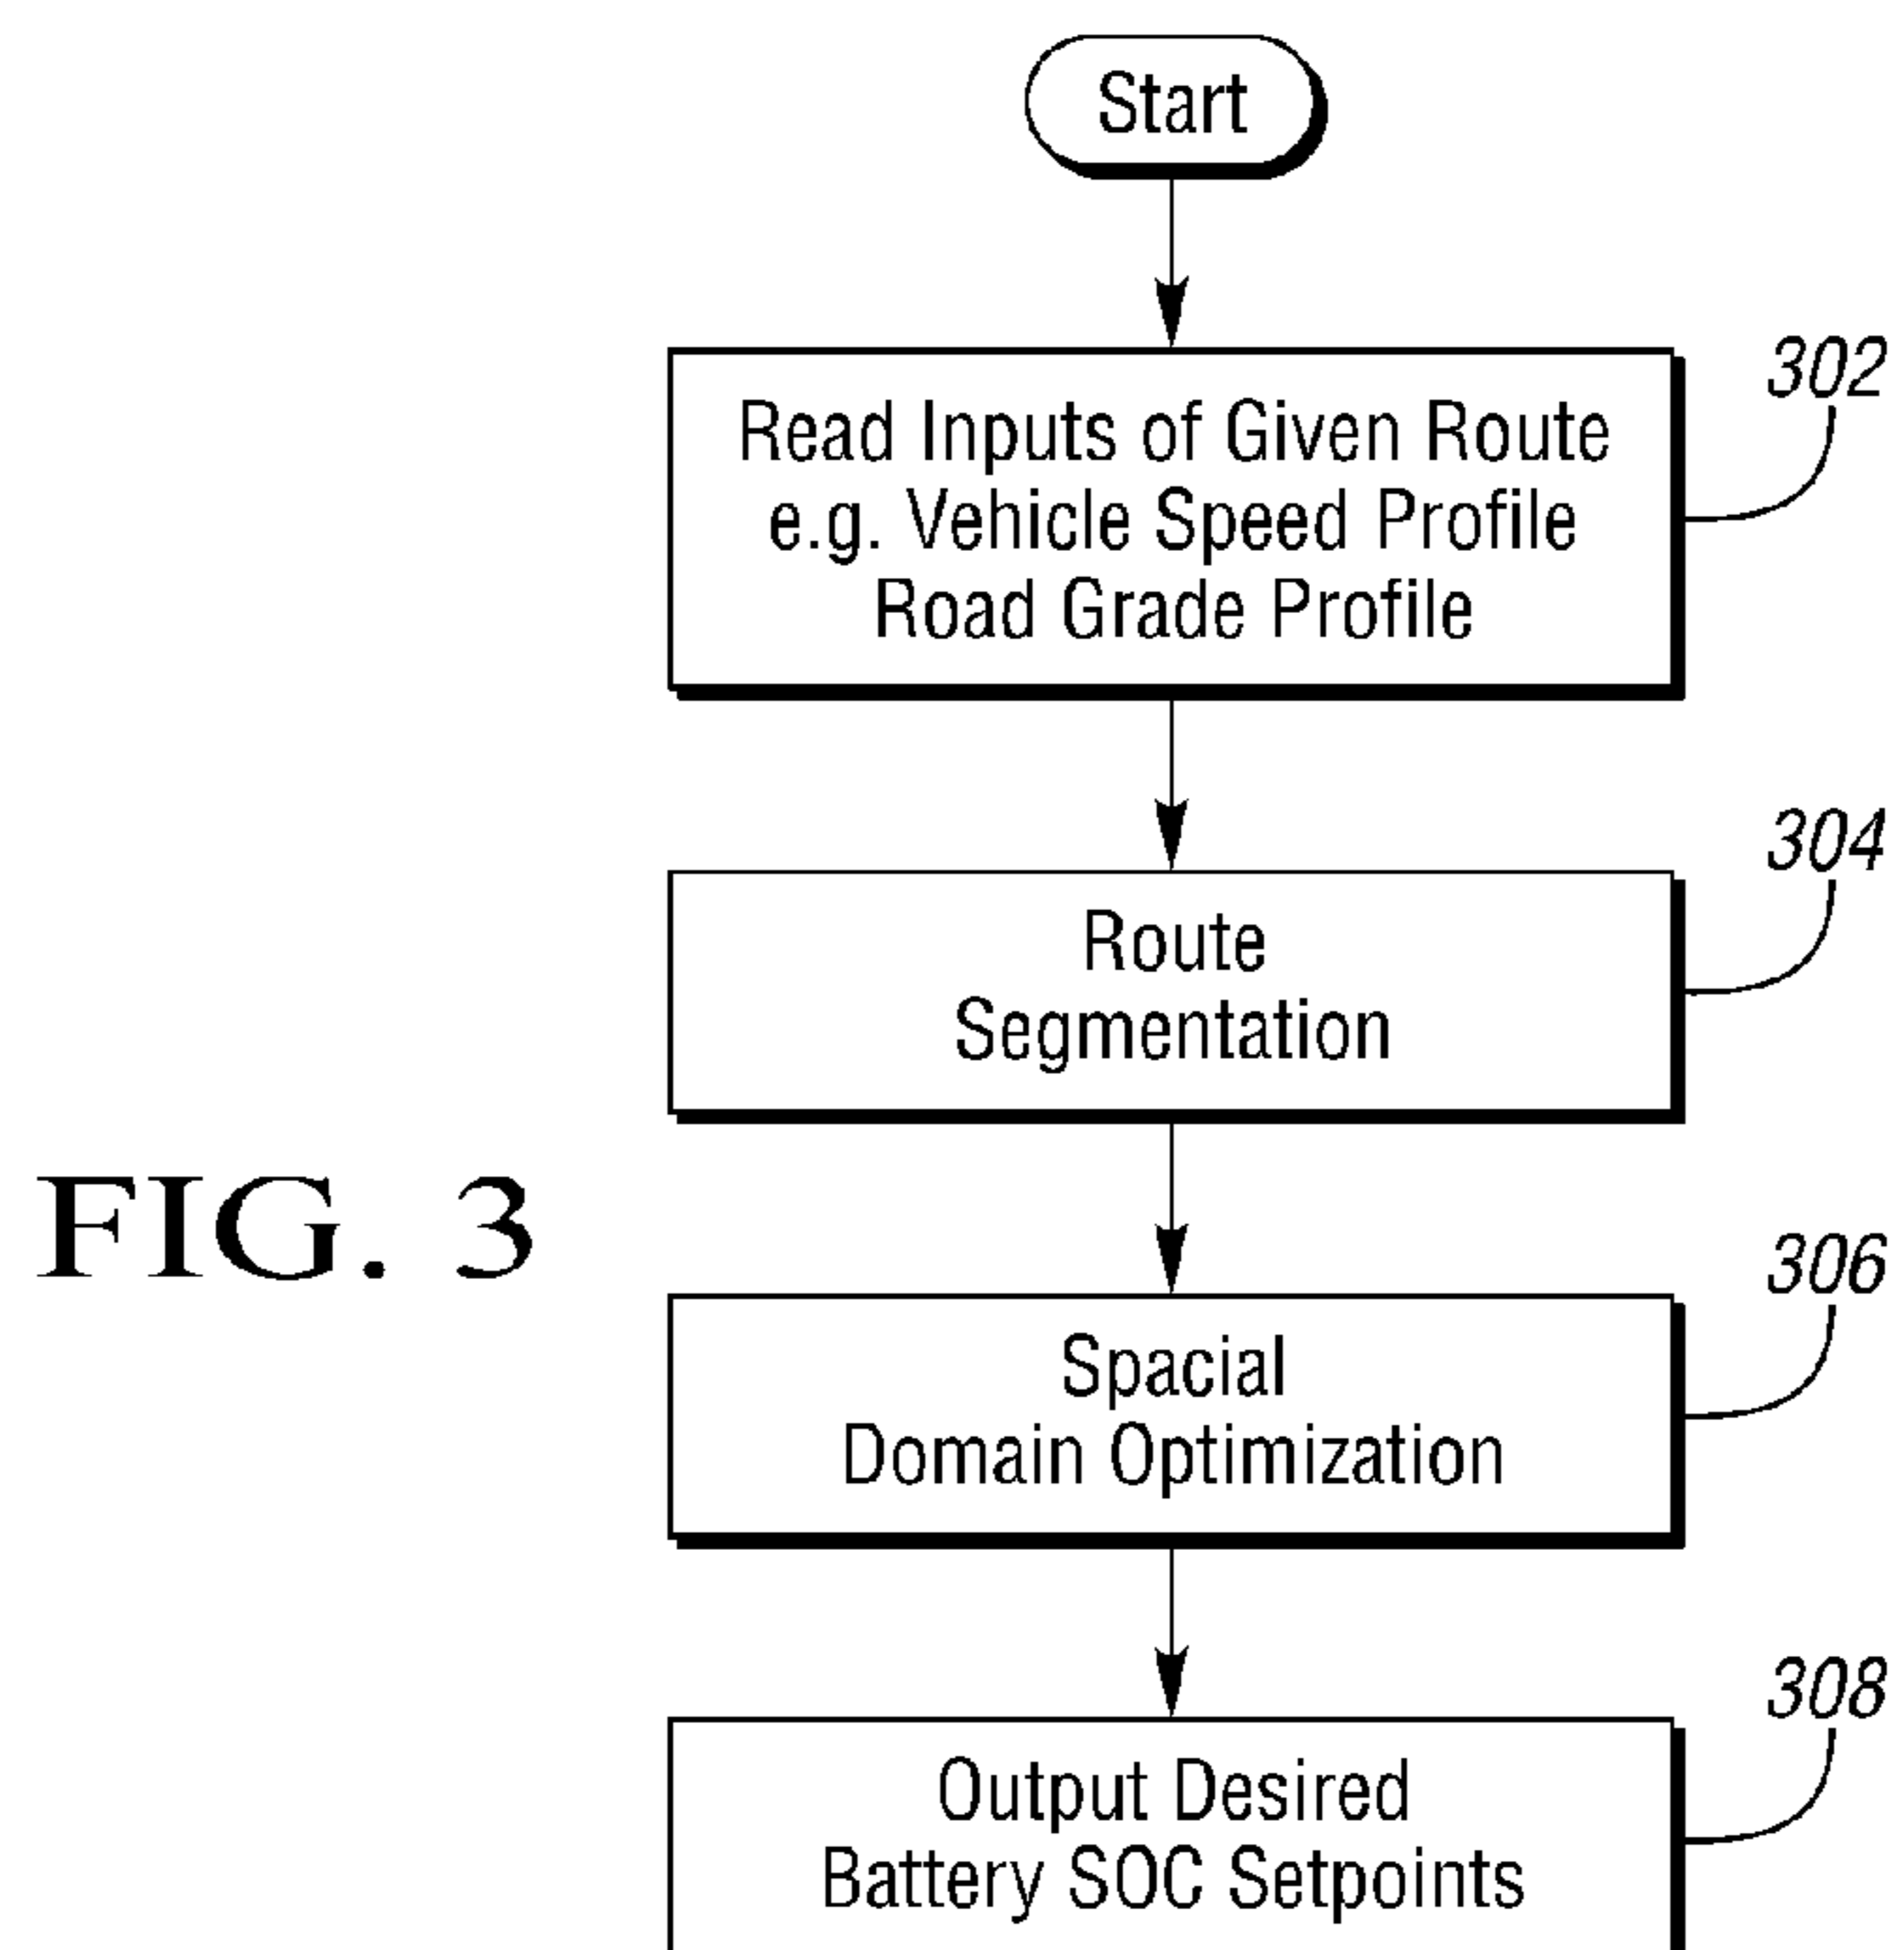 Start
302
Read Inputs of Given Route
e.g. Vehicle Speed Profile
Road Grade Profile
304
Route
Segmentation
FIG. 3
306
Spacial
Domain Optimization
308
Output Desired
Battery SOC Setpoints